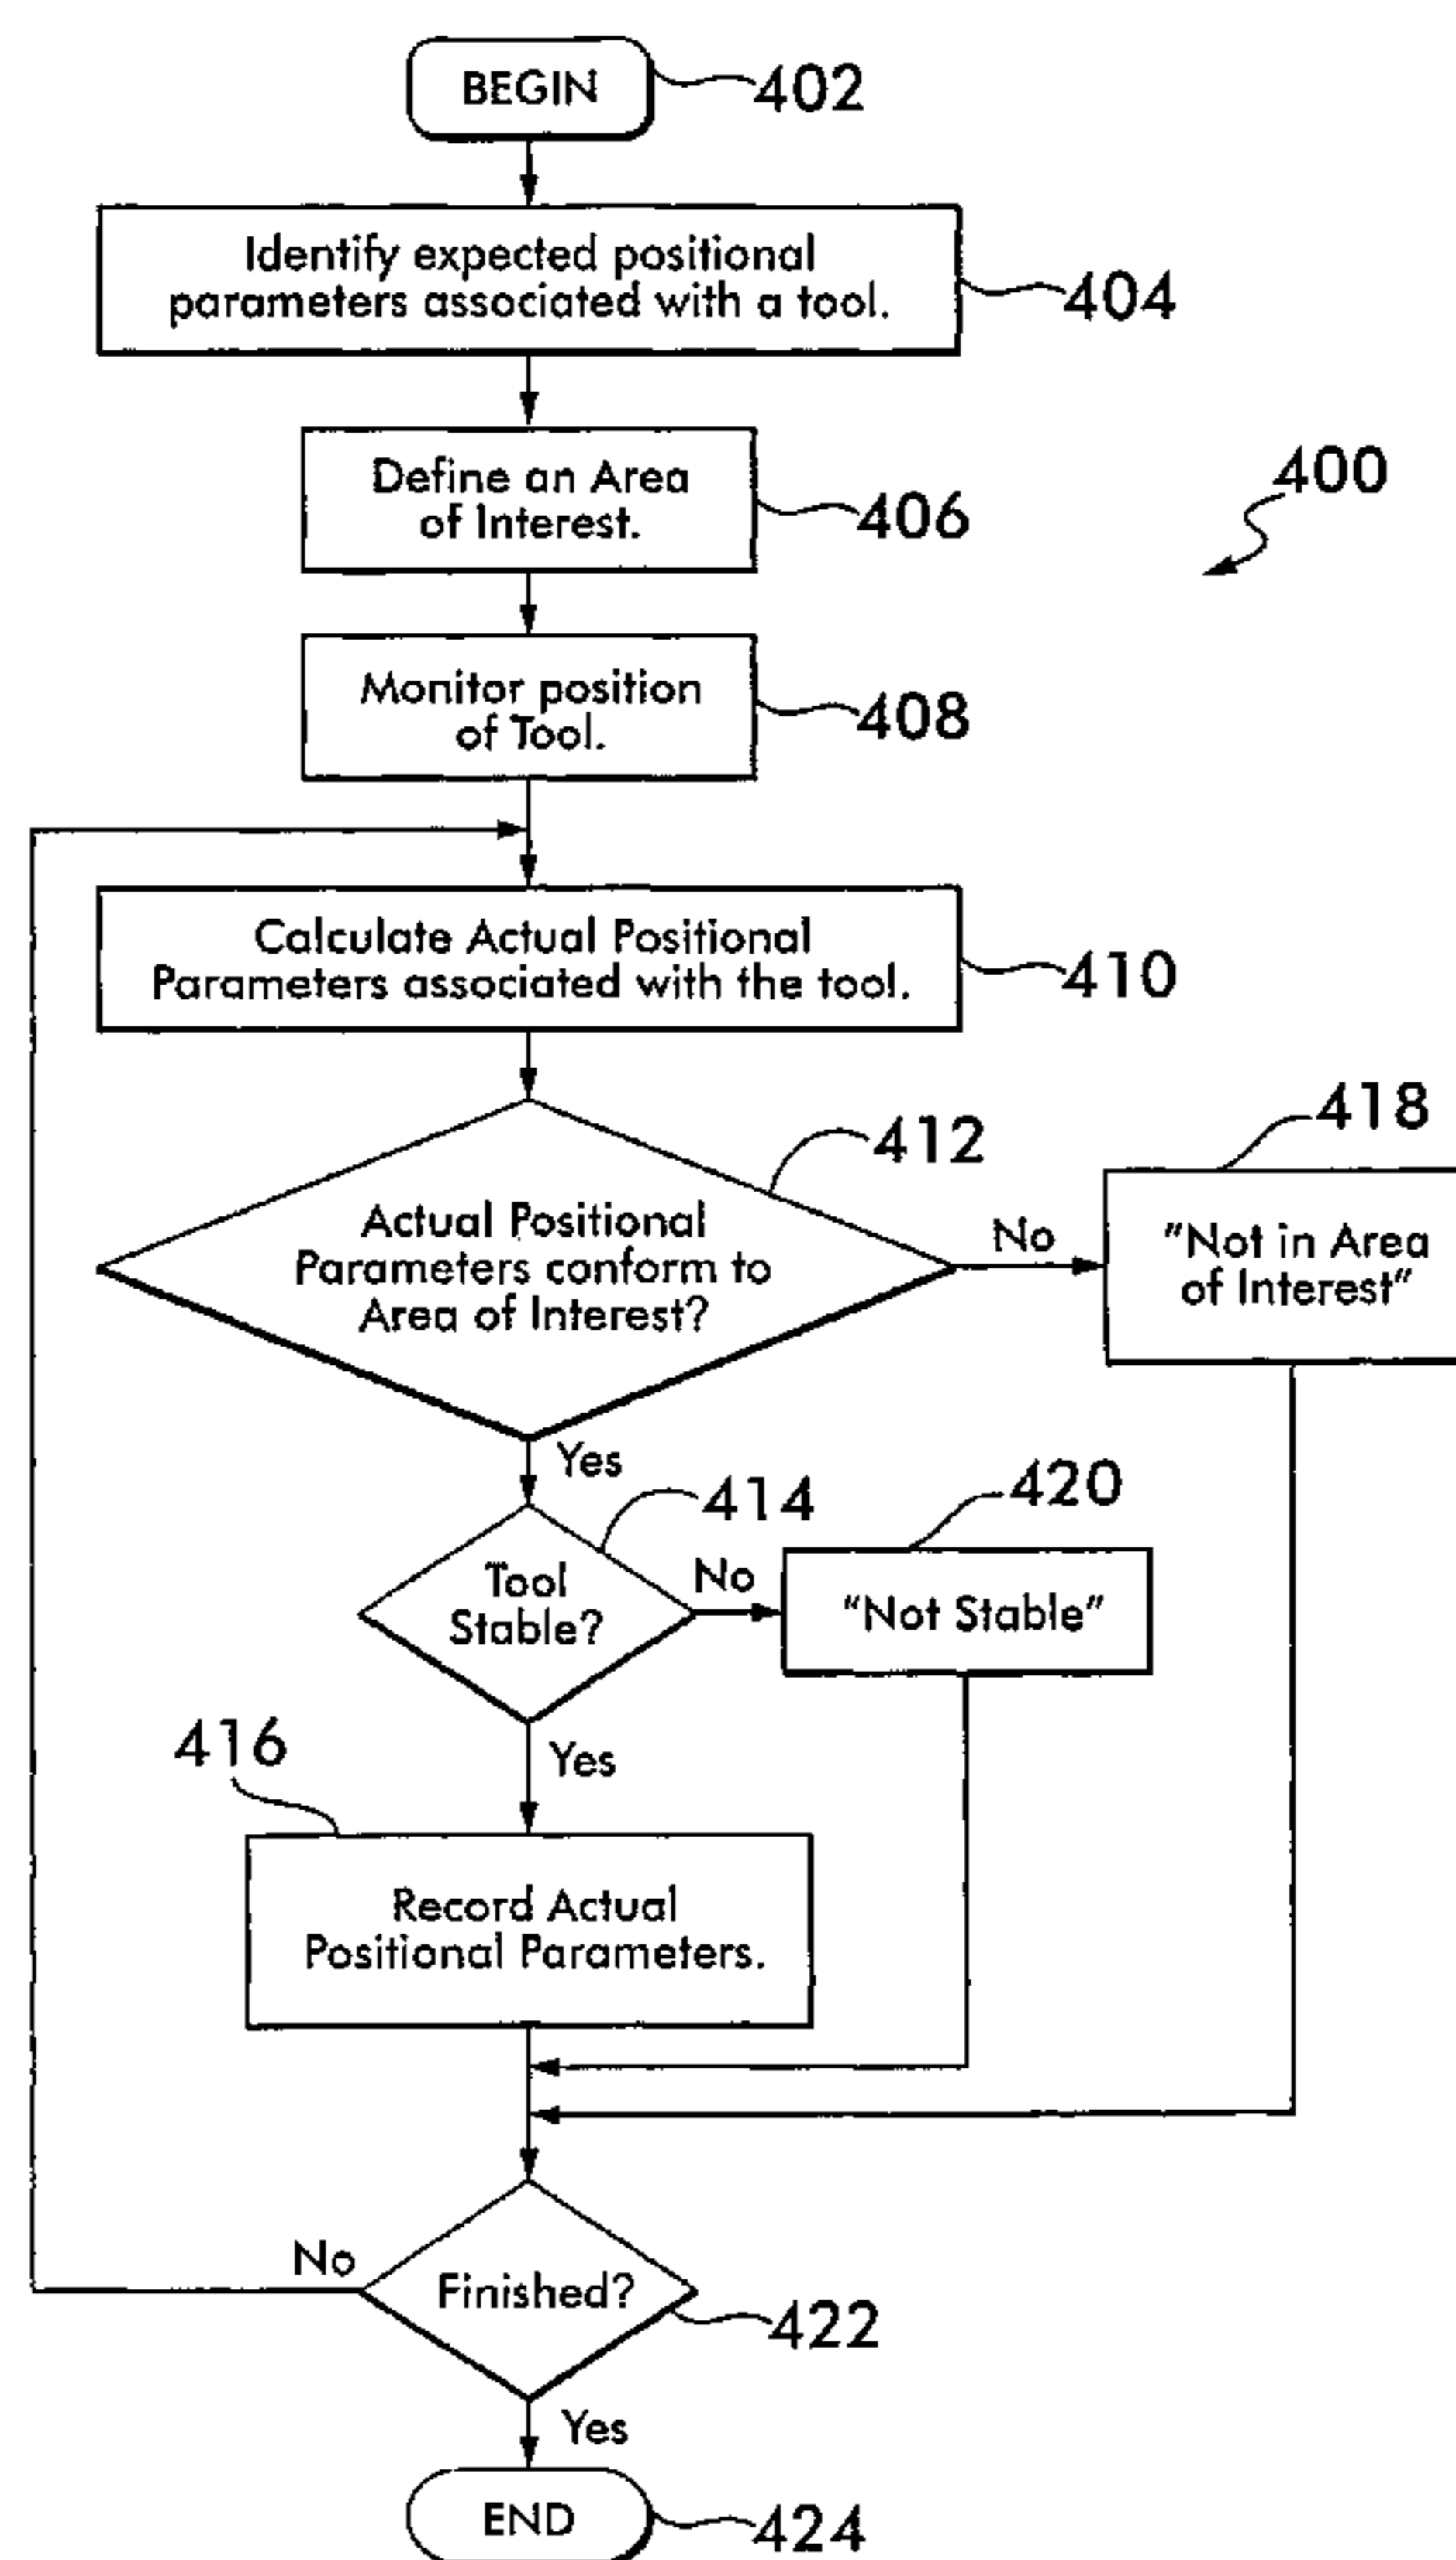 BEGIN
402
Identify expected positional
parameters associated with a tool.
404
Define an Area
of Interest.
406
400
Monitor position
of Tool.
408
Calculate Actual Positional
Parameters associated with the tool.
410
412
418
Actual Positional
Parameters conform to
Area of Interest?
No
"Not in Area
of Interest"
Yes
414
420
Tool
Stable?
No
"Not Stable"
Yes
416
Record Actual
Positional Parameters.
No
Finished?
422
Yes
END
424